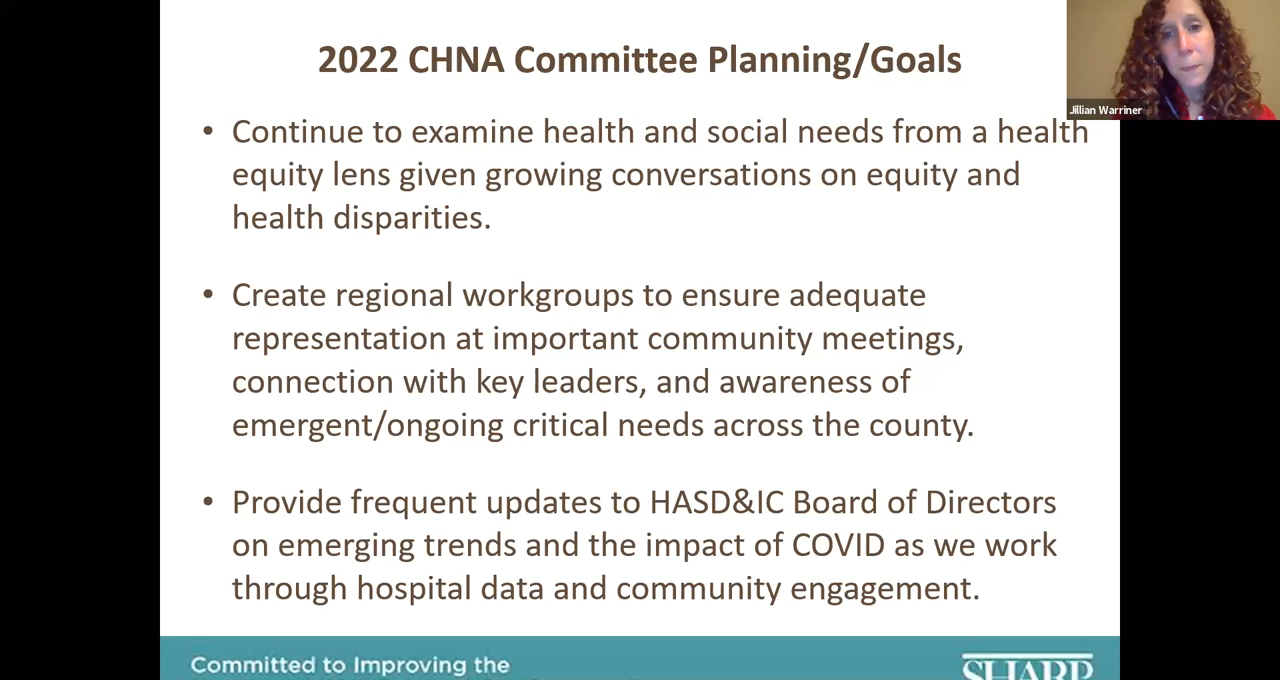 2022 CHNA Committee Planning/Goals
Jillian Warriner
• Continue to examine health and social needs from a health
equity lens given growing conversations on equity and
health disparities.
• Create regional workgroups to ensure adequate
representation at important community meetings,
connection with key leaders, and awareness of
emergent/ongoing critical needs across the county.
• Provide frequent updates to HASD&IC Board of Directors
on emerging trends and the impact of COVID as we work
through hospital data and community engagement.
Committed to Improving the
SHARP